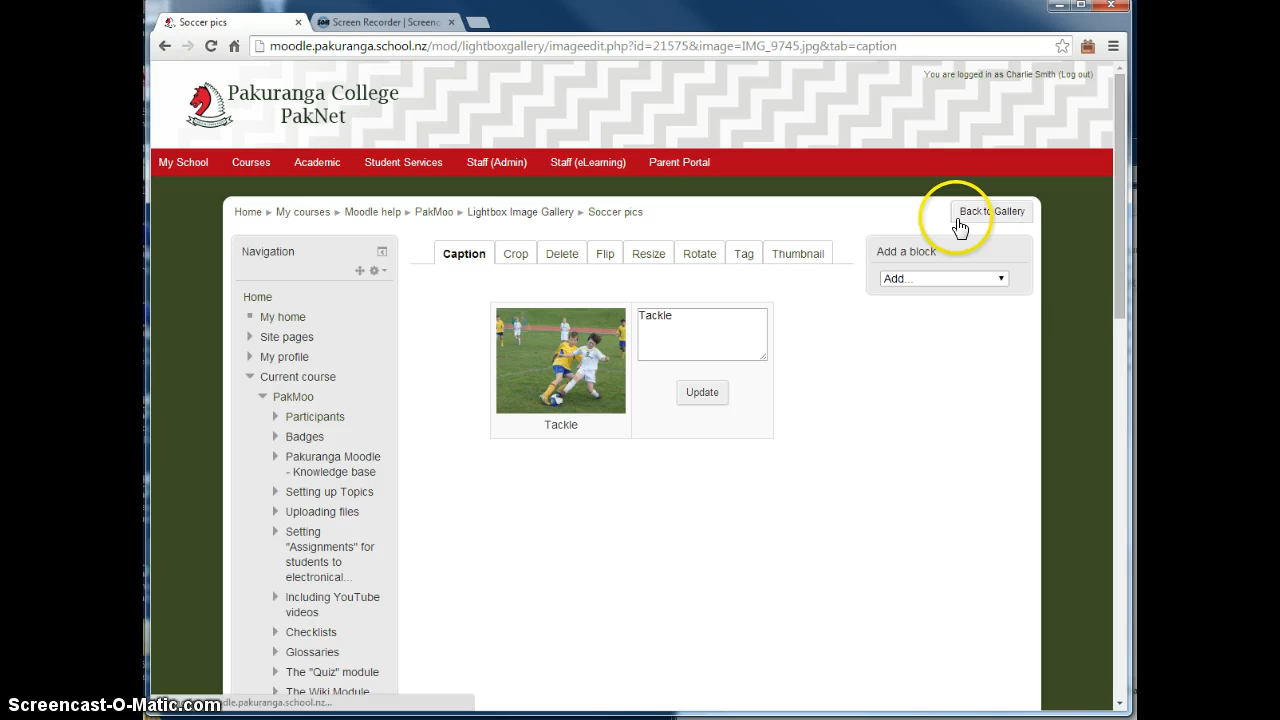 Soccer pics
Screen Recorder | Screenc
moodle.pakuranga.school.nz/mod/lightboxgallery/imageedit.php?id=21575&image=IMG_9745.jpg&tab=caption
You are logged in as Charlie Smith (Log out)
Pakuranga College
PakNet
My School Courses Academic Student Services Staff (Admin) Staff (eLearning) Parent Portal
Home ► My courses ► Moodle help ► PakMoo ► Lightbox Image Gallery ► Soccer pics
Back to Gallery
Navigation
Home
My home
Site pages
My profile
Current course
PakMoo
Participants
Badges
Pakuranga Moodle
- Knowledge base
Setting up Topics
Uploading files
Setting
"Assignments" for
students to
electronical...
Including YouTube
videos
Checklists
Glossaries
The "Quiz" module
The Wiki Module
Caption Crop Delete Flip Resize Rotate Tag Thumbnail
Tackle
Update
Tackle
Add a block
Add...
Screencast-O-Matic.com
de.pakuranga.school.nz...